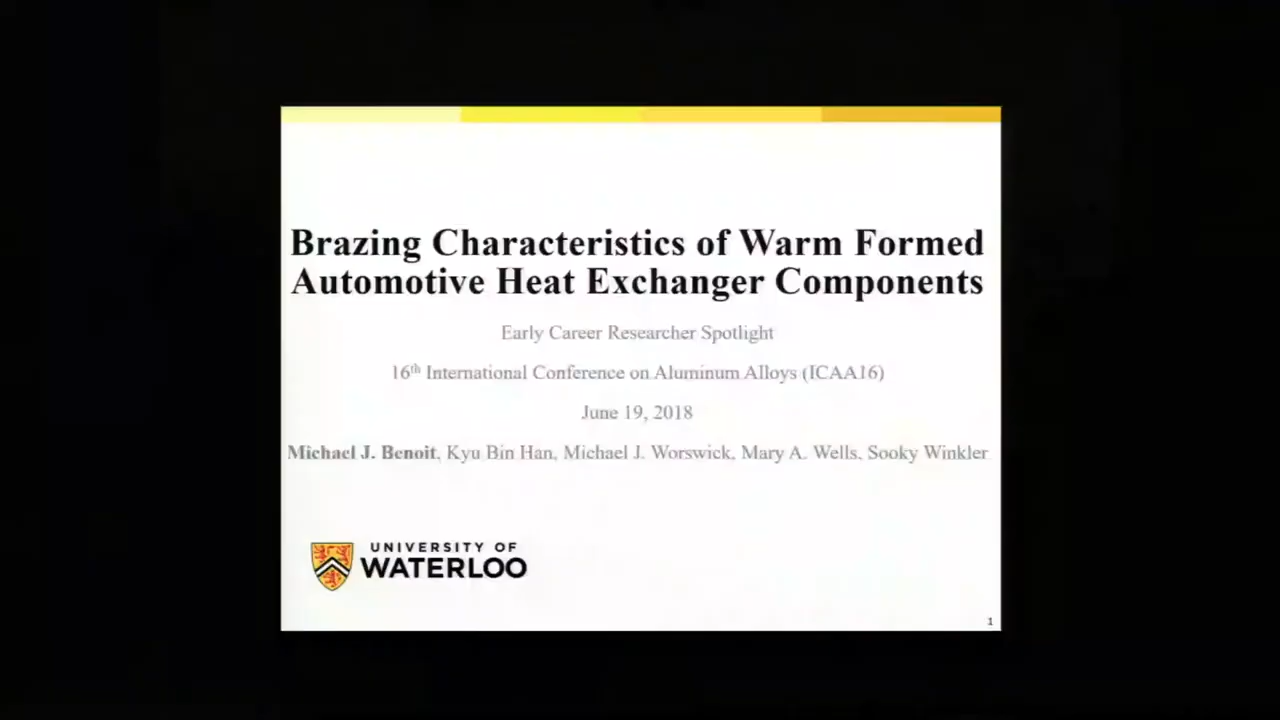 Brazing Characteristics of Warm Formed
Automotive Heat Exchanger Components
Early Career Researcher Spotlight
16th International Conference on Aluminum Alloys (ICAA16)
June 19, 2018
Michael J. Benoit, Kyu Bin Han, Michael J. Worswick, Mary A. Wells, Sooky Winkler
UNIVERSITY OF
WATERLOO
1